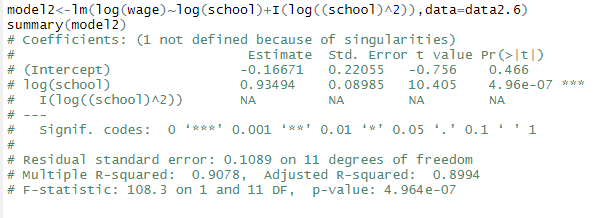 model2<-lm(log(wage)~log(school)+I(log((school)^2)),data=data2.6)
summary(model2)
# Coefficients: (1 not defined because of singularities)
#                     Estimate  Std. Error t value Pr(>|t|)
# (Intercept)         -0.16671   0.22055   -0.756    0.466
# log(school)          0.93494   0.08985   10.405  4.96e-07 ***
#   I(log((school)^2))    NA        NA        NA       NA
# ---
#   Signif. codes:  0 ‘***’ 0.001 ‘**’ 0.01 ‘*’ 0.05 ‘.’ 0.1 ‘ ’ 1
#
# Residual standard error: 0.1089 on 11 degrees of freedom
# Multiple R-squared:  0.9078,  Adjusted R-squared:  0.8994
# F-statistic: 108.3 on 1 and 11 DF,  p-value: 4.964e-07